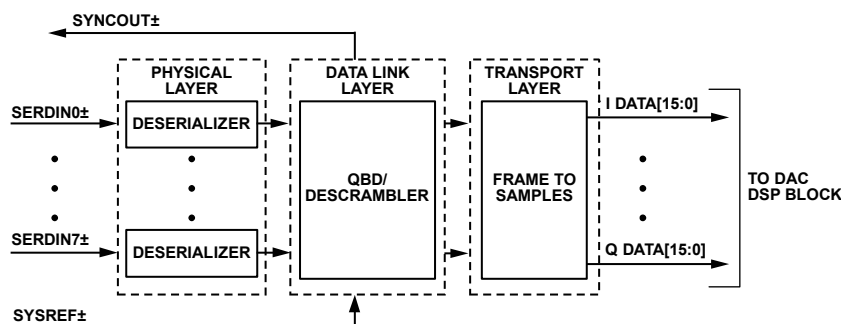 SYNCOUT±
PHYSICAL
LAYER
DATA LINK
LAYER
TRANSPORT
LAYER
SERDIN0±
DESERIALIZER
QBD/
DESCRAMBLER
FRAME TO
SAMPLES
I DATA[15:0]
TO DAC
DSP BLOCK
SERDIN7±
DESERIALIZER
Q DATA[15:0]
SYSREF±